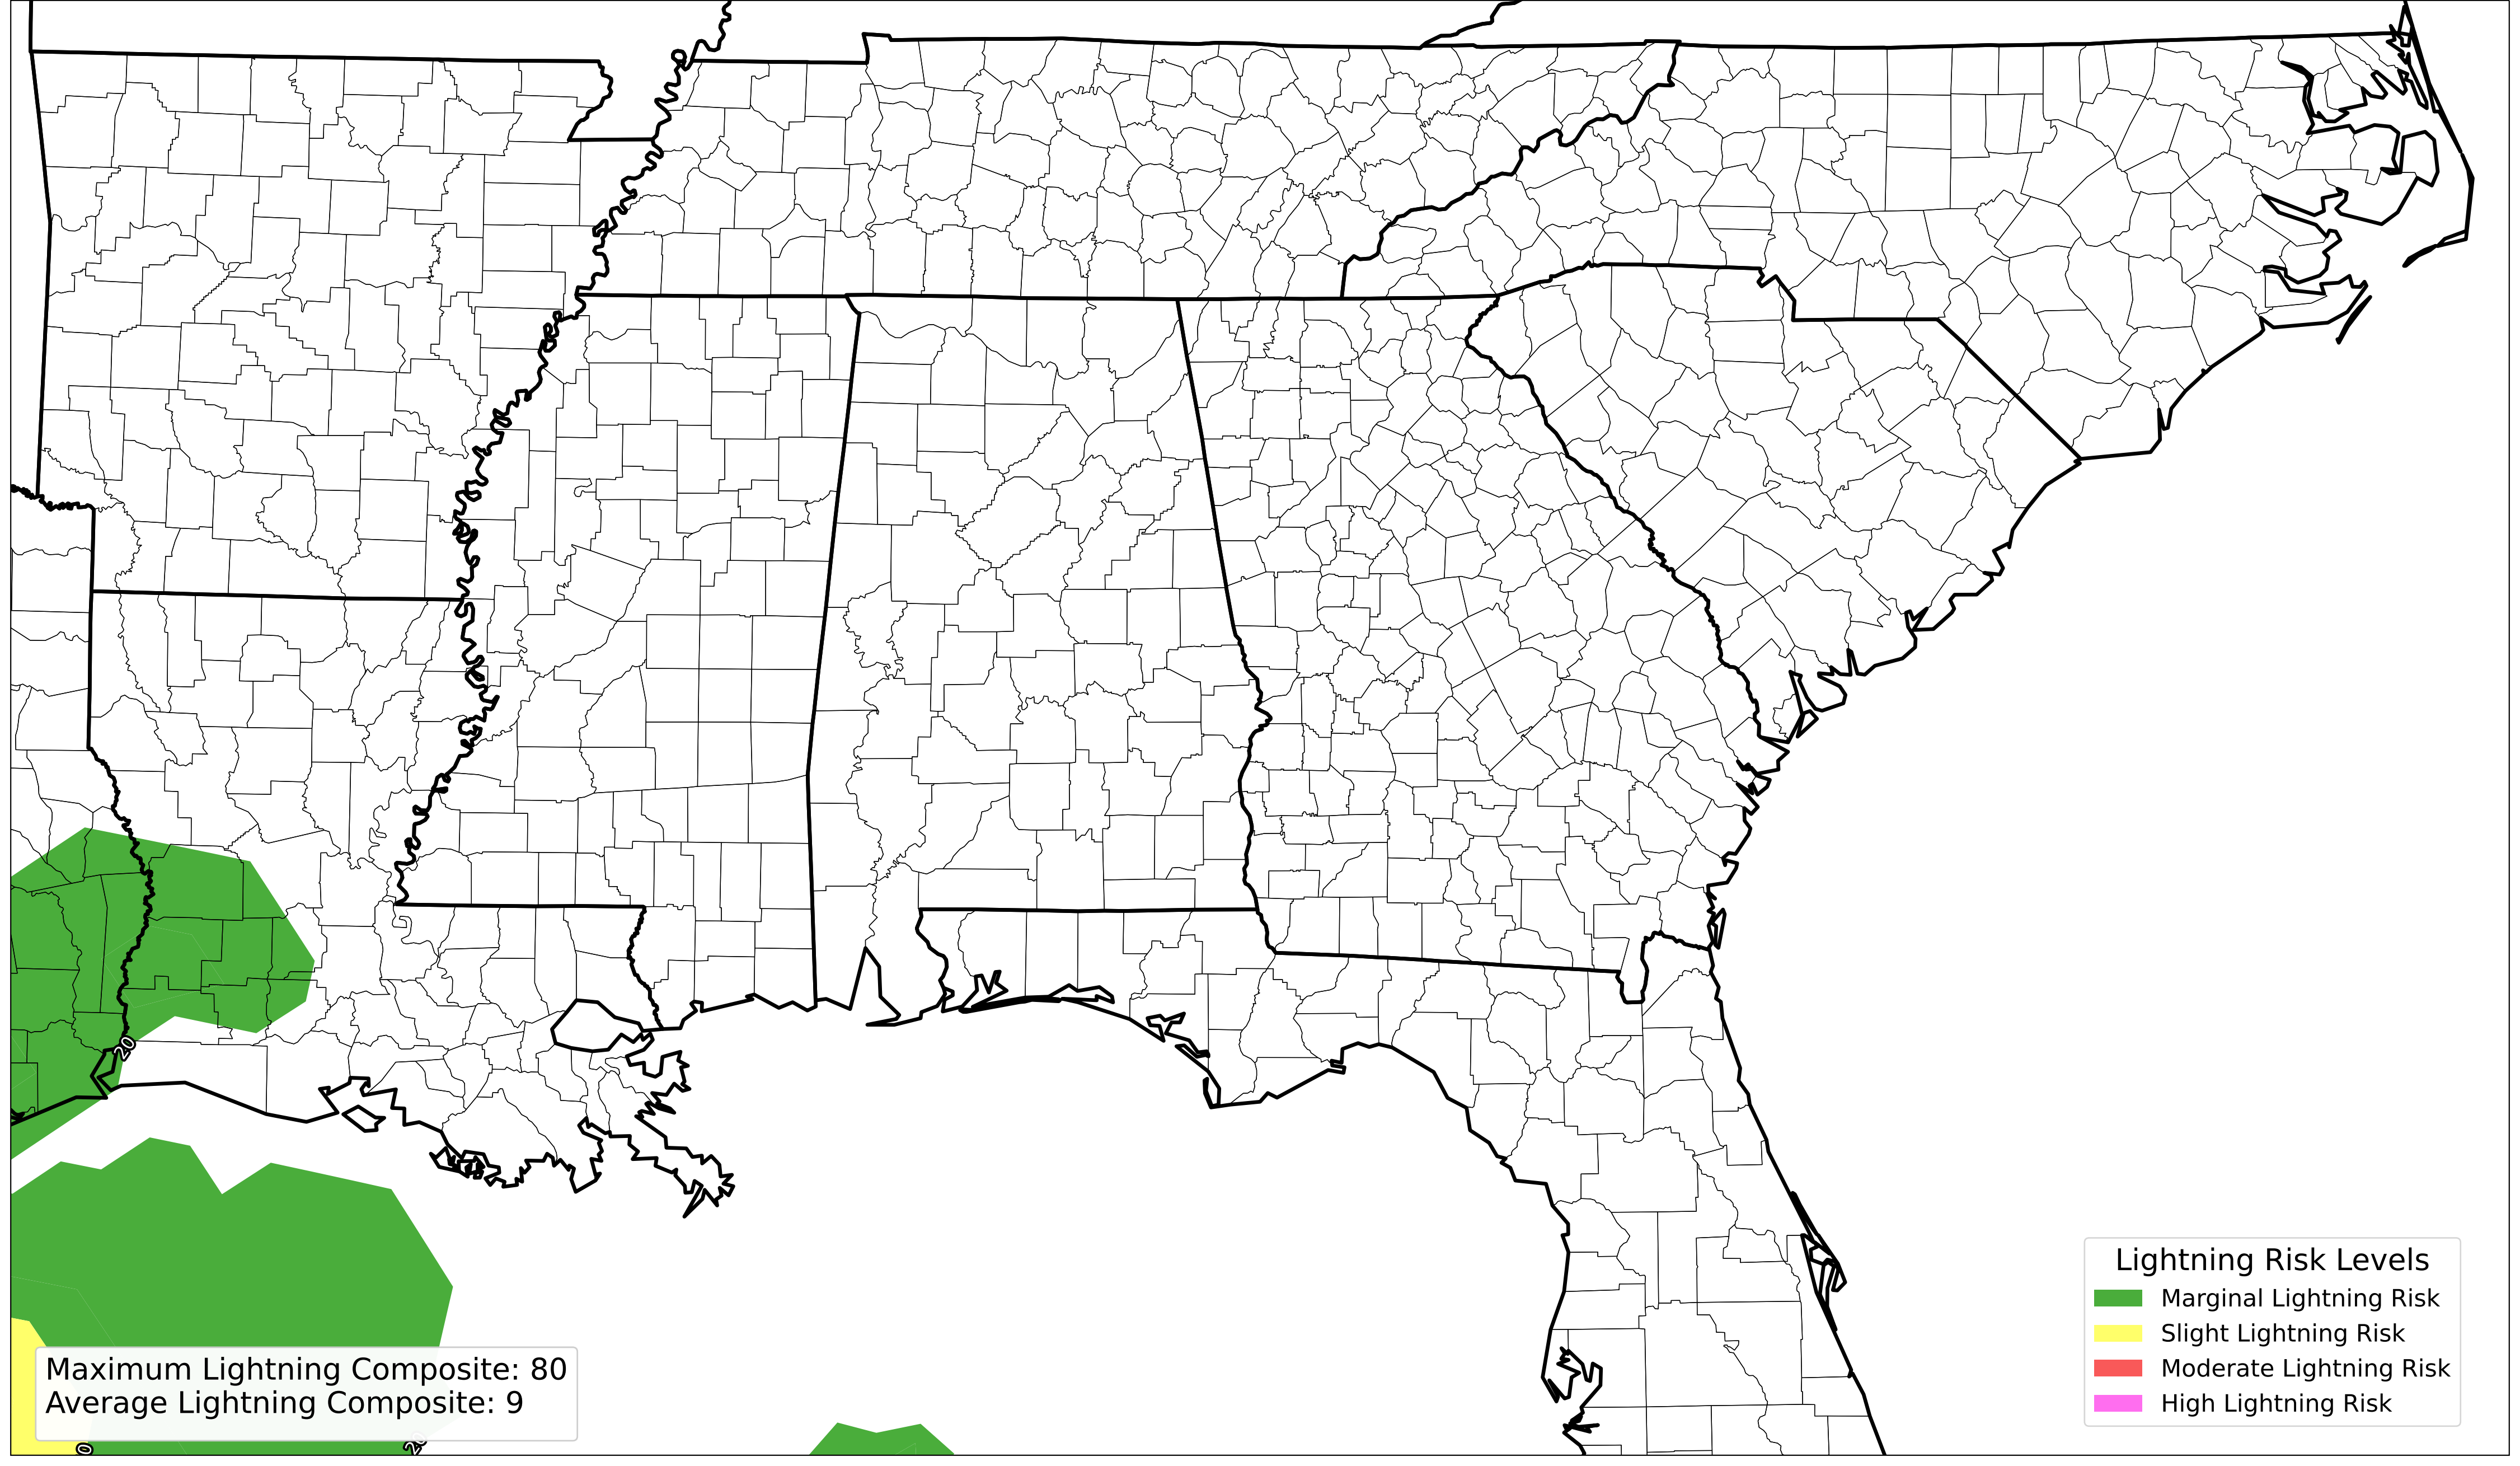 20
Lightning Risk Levels
Marginal Lightning Risk
Slight Lightning Risk
Moderate Lightning Risk
High Lightning Risk
Maximum Lightning Composite: 80
Average Lightning Composite: 9